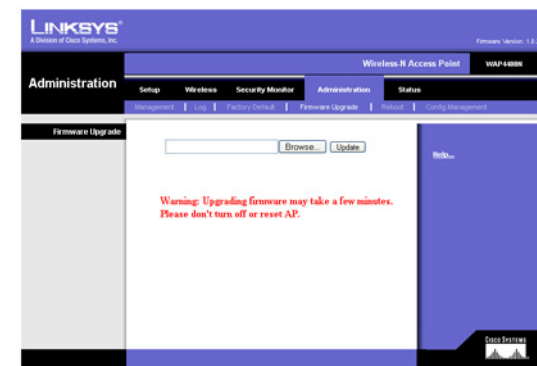 LINKSYS®
A Division of Cisco Systems, Inc.
Firmware Version: 1.2.
Wireless-N Access Point
WAP4400N
Administration
Setup Wireless Security Monitor Administration Status
Management | Log | Factory Default | Firmware Upgrade | Reboot | Config Management
Firmware Upgrade
Browse... Update
Help...
Warning: Upgrading firmware may take a few minutes.
Please don't turn off or reset AP.
CISCO SYSTEMS